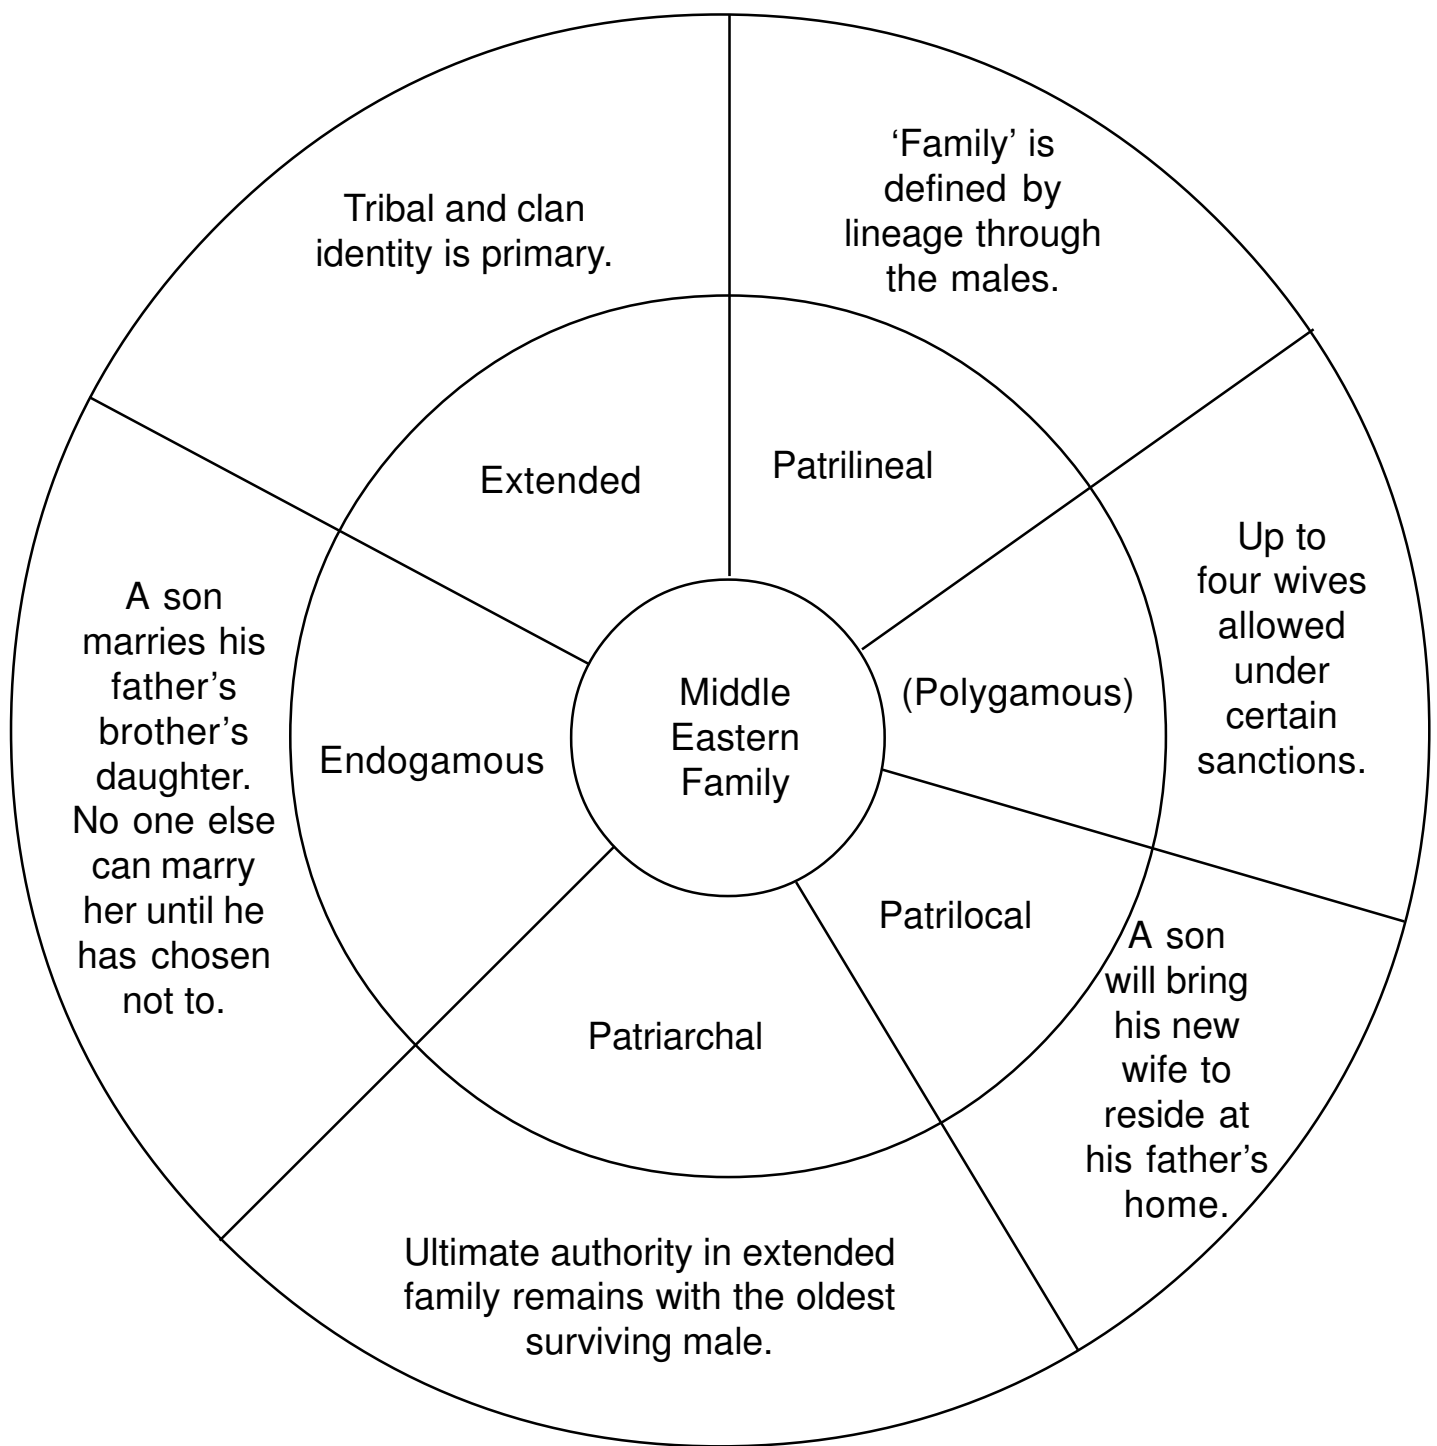 Middle
Eastern
Family
Patrilineal
‘Family’ is
defined by
lineage through
the males.
(Polygamous)
Up to
four wives
allowed
under
certain
sanctions.
Patrilocal
A son
will bring
his new
wife to
reside at
his father’s
home.
Patriarchal
Ultimate authority in extended
family remains with the oldest
surviving male.
Endogamous
A son
marries his
father’s
brother’s
daughter.
No one else
can marry
her until he
has chosen
not to.
Extended
Tribal and clan
identity is primary.